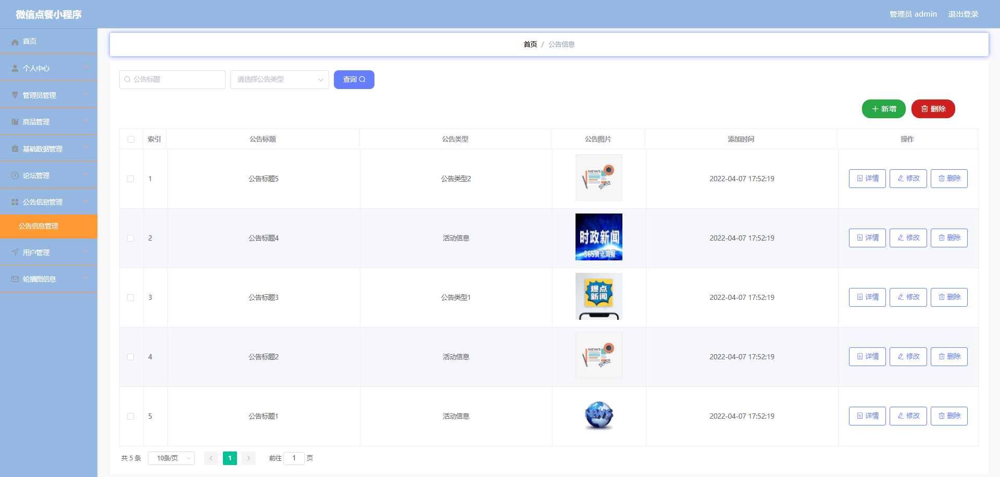 微信点餐小程序
管理员 admin 退出登录
首页
个人中心
管理员管理
商品管理
基础数据管理
论坛管理
公告信息管理
公告信息管理
用户管理
轮播图信息
首页 / 公告信息
公告标题 请选择公告类型 查询
新增 删除
索引 公告标题 公告类型 公告图片 添加时间 操作
1 公告标题5 公告类型2 NEWS 2022-04-07 17:52:19 详情 修改 删除
2 公告标题4 活动信息 2022-04-07 17:52:19 详情 修改 删除
时政新闻
365资讯简报
3 公告标题3 公告类型1 2022-04-07 17:52:19 详情 修改 删除
爆点
新闻
4 公告标题2 活动信息 NEWS 2022-04-07 17:52:19 详情 修改 删除
5 公告标题1 活动信息 NEWS 2022-04-07 17:52:19 详情 修改 删除
共 5 条 10条/页 1 前往 1 页